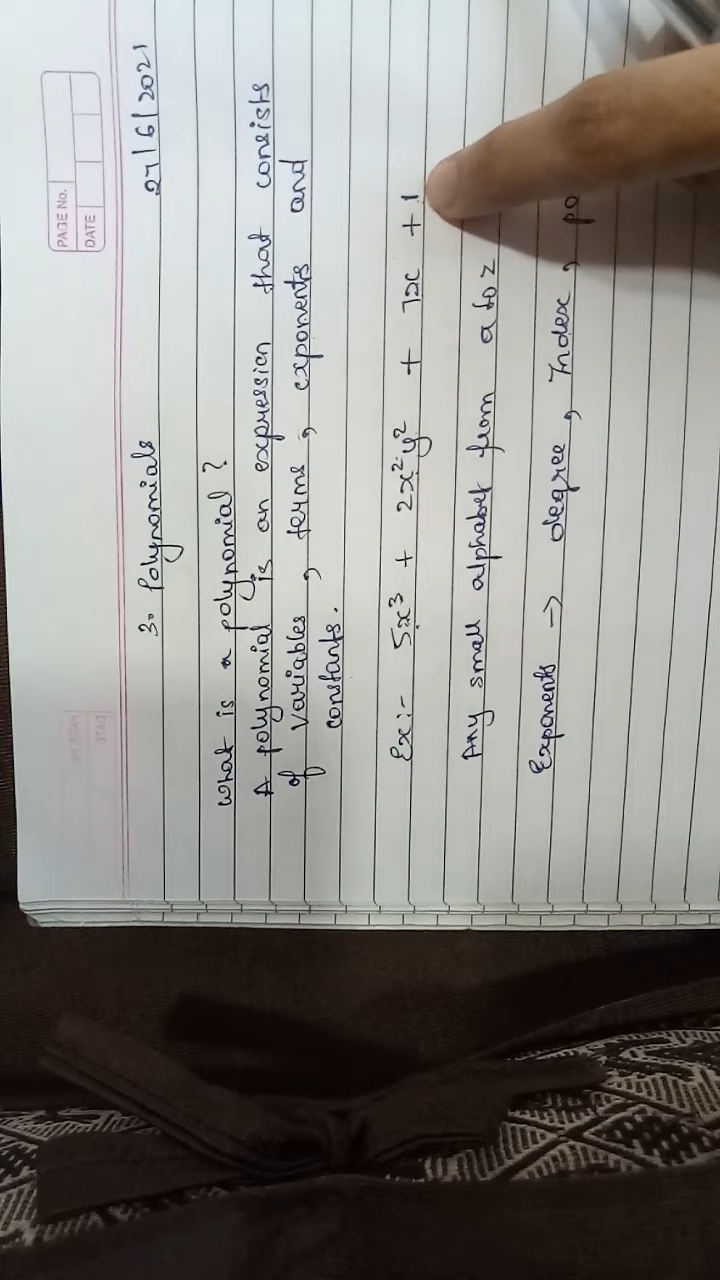 PAGE No.
DATE
27/6/2021
3. Polynomials
What is a polynomial?
A polynomial is an expression that consists
of variables, terms, exponents and
constants.
Ex:- 5x³ + 2x²y² + 7x + 1
Any small alphabet from a to z
Exponents → degree, Index,